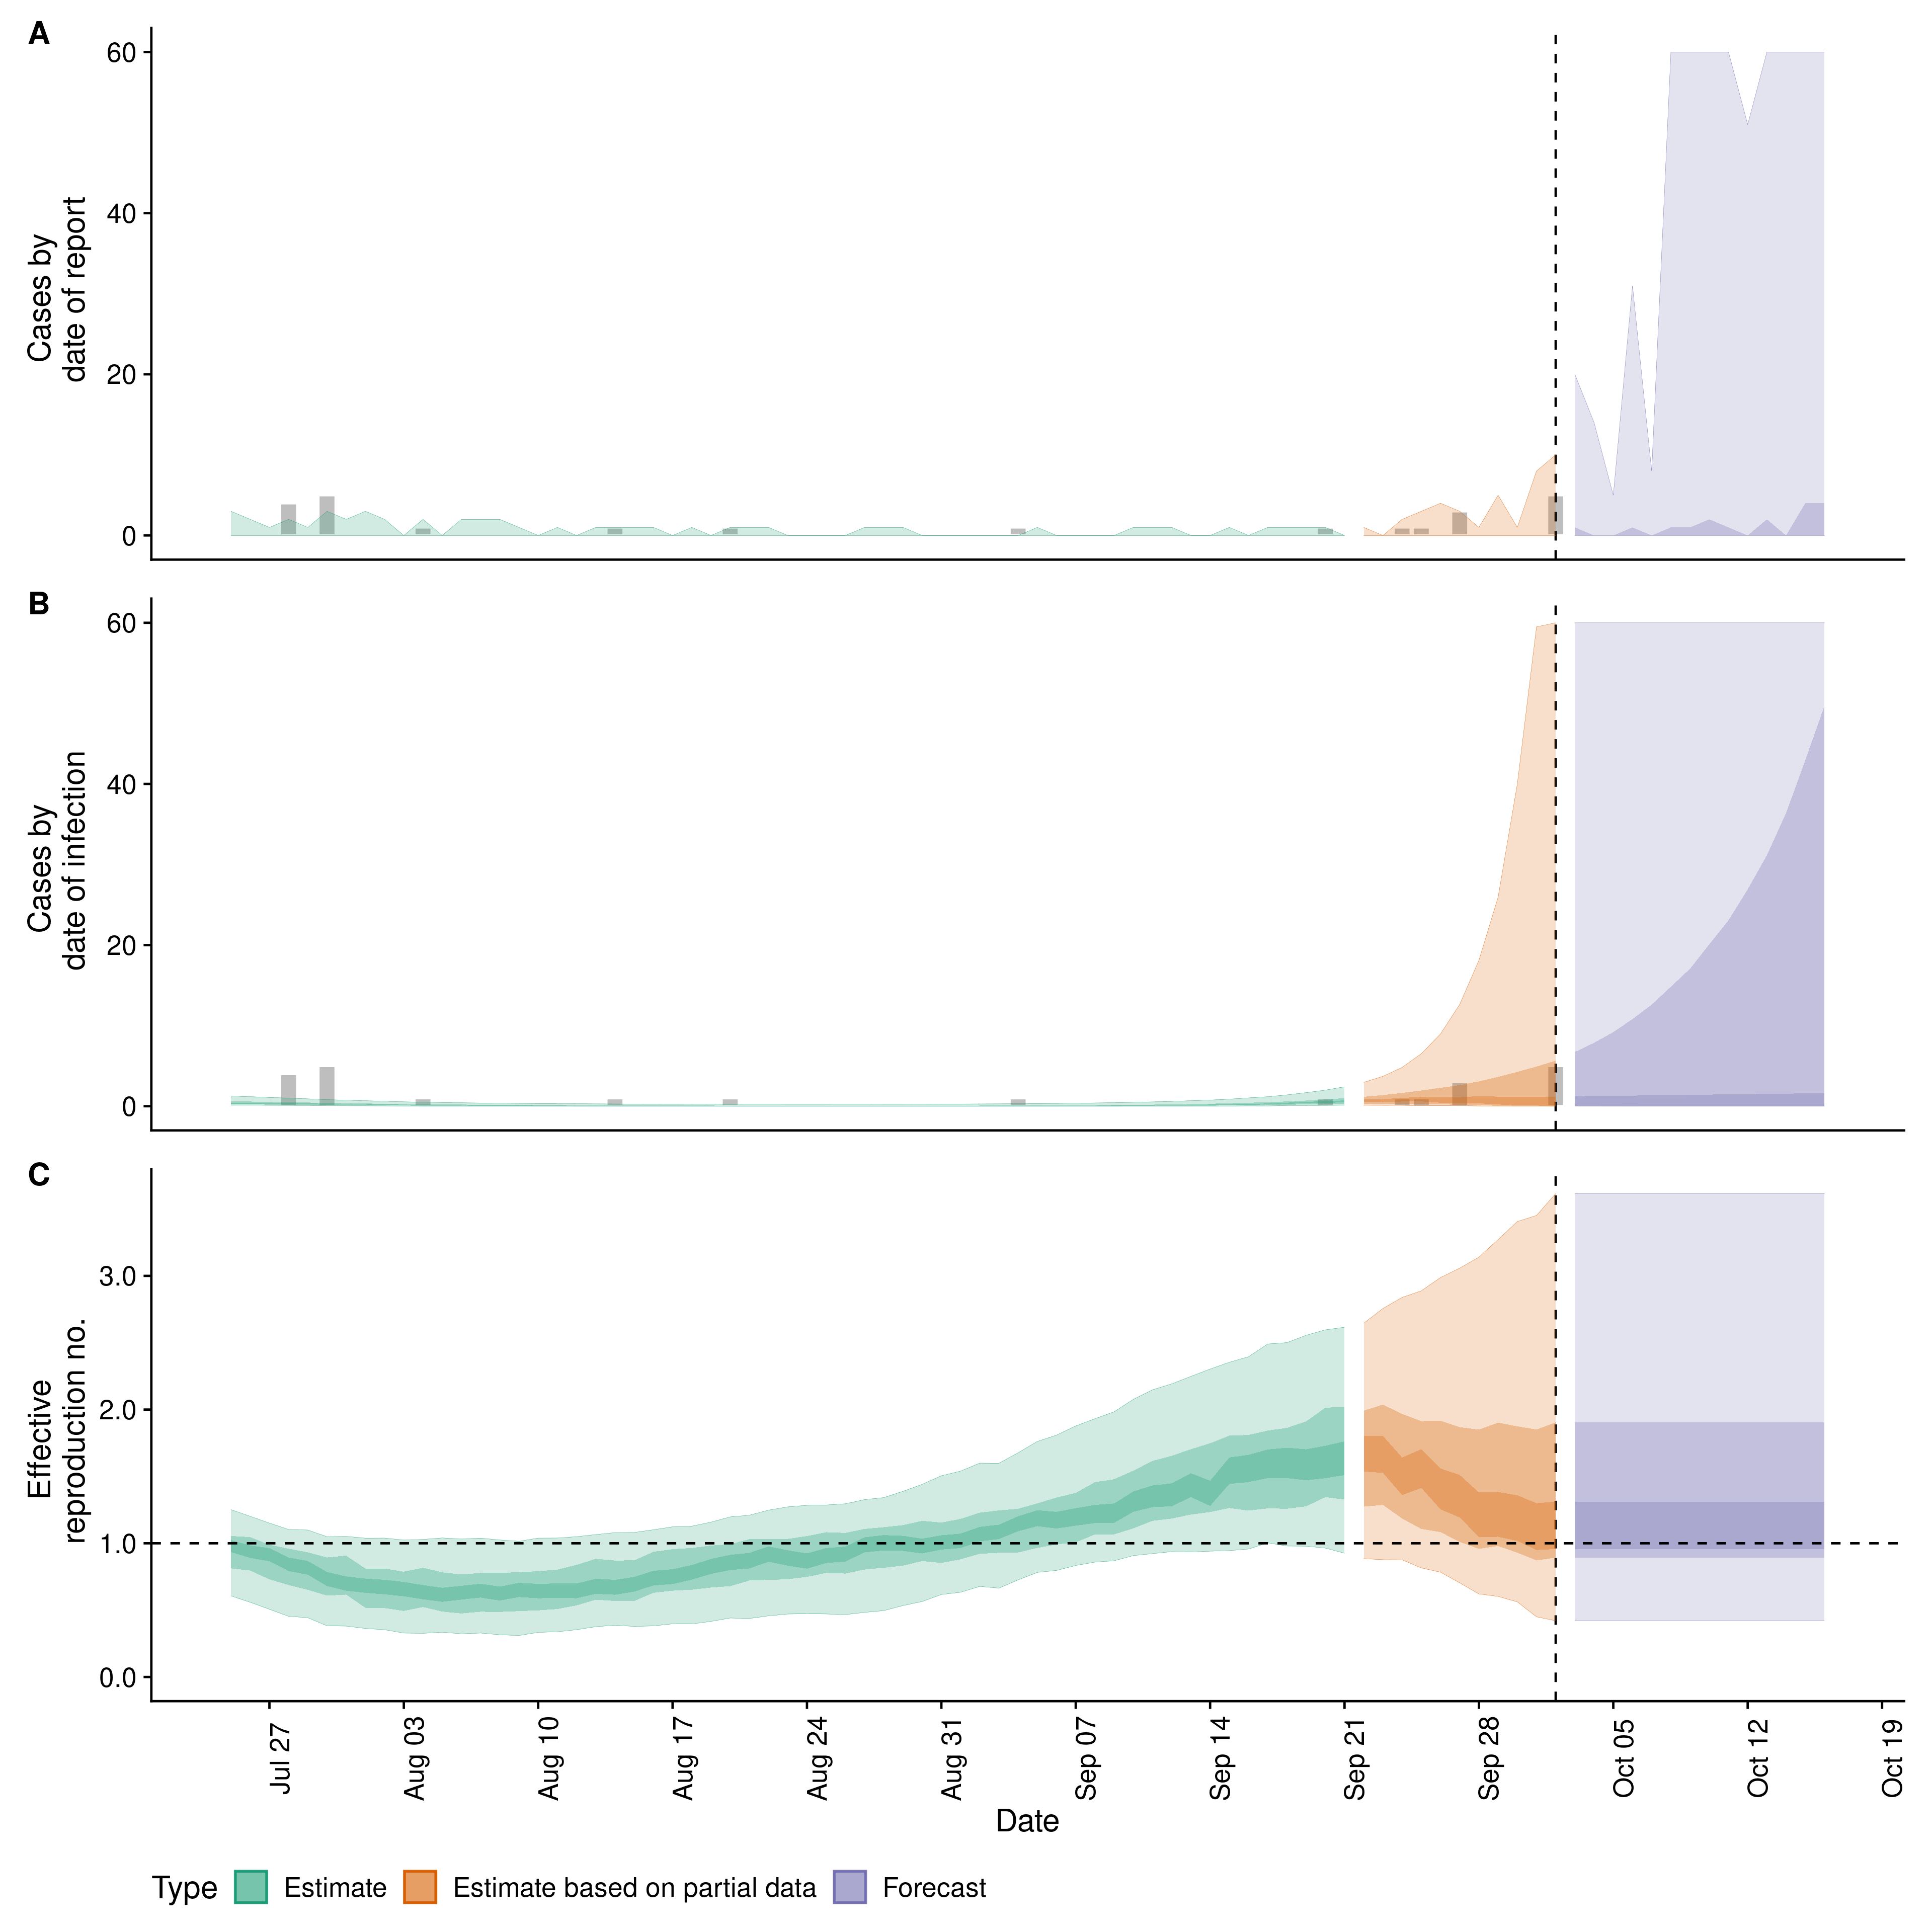 A
60
40
20
0
Cases by
date of report
B
60
40
20
0
Cases by
date of infection
C
3.0
2.0
1.0
0.0
Effective
reproduction no.
Jul 27
Aug 03
Aug 10
Aug 17
Aug 24
Aug 31
Sep 07
Sep 14
Sep 21
Sep 28
Oct 05
Oct 12
Oct 19
Date
Type Estimate Estimate based on partial data Forecast